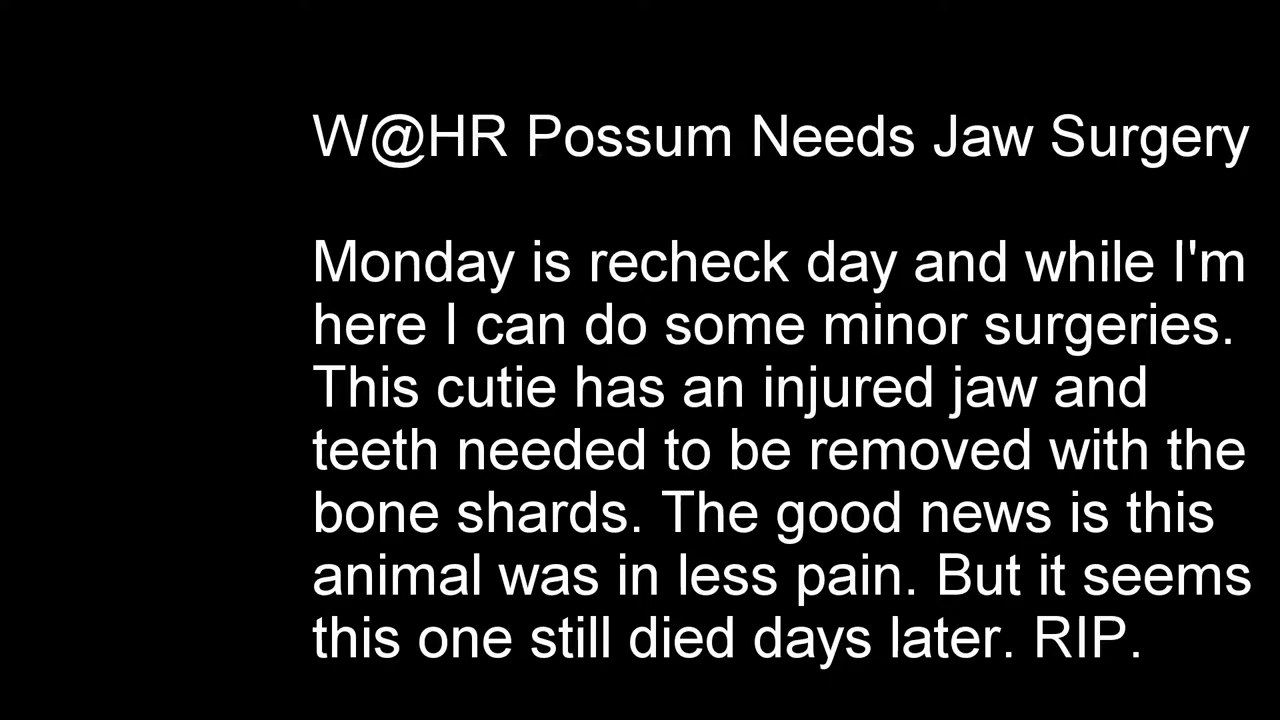 W@HR Possum Needs Jaw Surgery
Monday is recheck day and while I'm
here I can do some minor surgeries.
This cutie has an injured jaw and
teeth needed to be removed with the
bone shards. The good news is this
animal was in less pain. But it seems
this one still died days later. RIP.